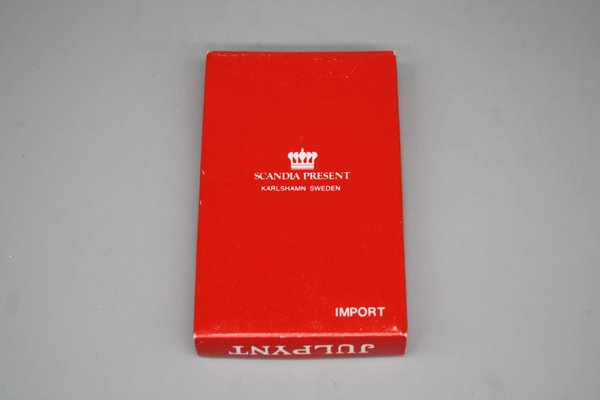 SCANDIA PRESENT
KARLSHAMN SWEDEN
IMPORT
JULPYNT